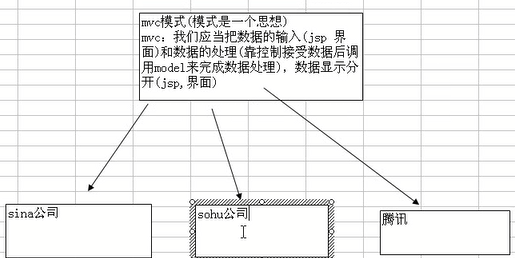 mvc模式(模式是一个思想)
mvc：我们应当把数据的输入(jsp 界
面)和数据的处理(靠控制接受数据后调
用model来完成数据处理)，数据显示分
开(jsp,界面)
sina公司
sohu公司
腾讯